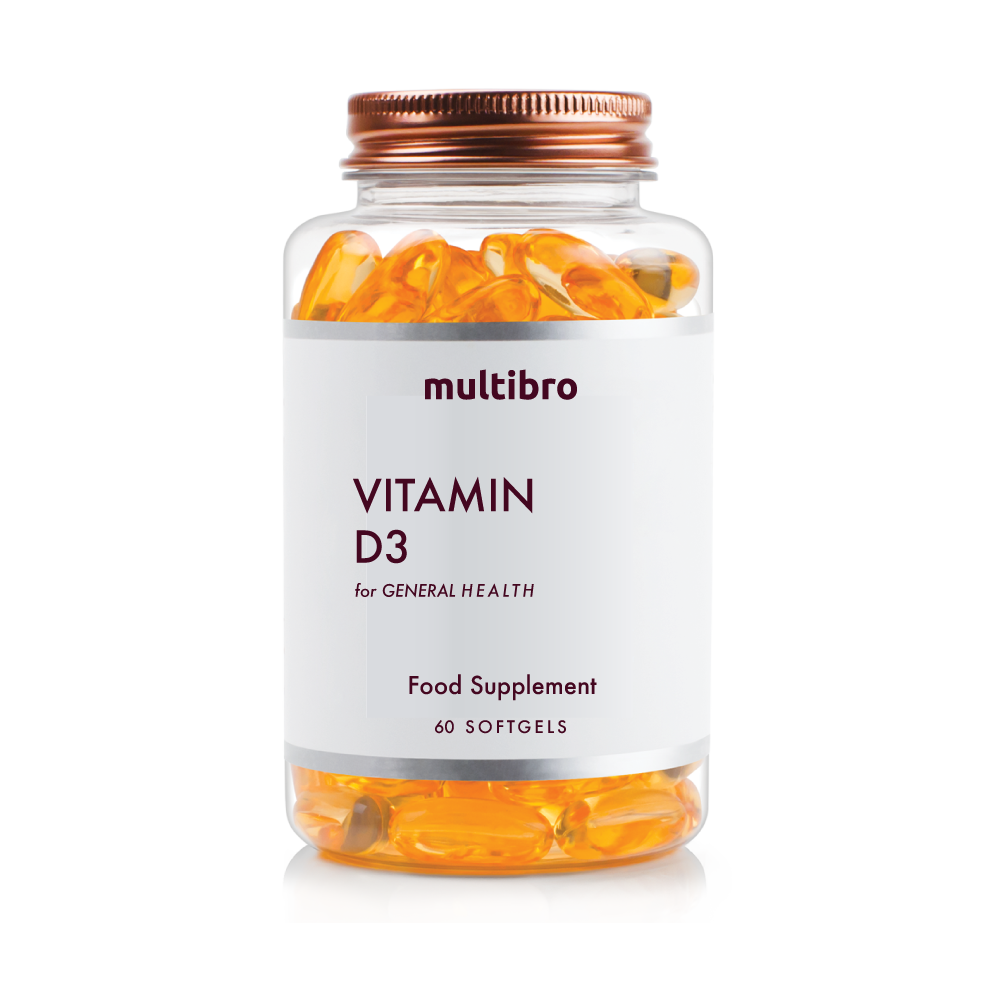 multibro
VITAMIN
D3
for GENERAL HEALTH
Food Supplement
60 SOFTGELS